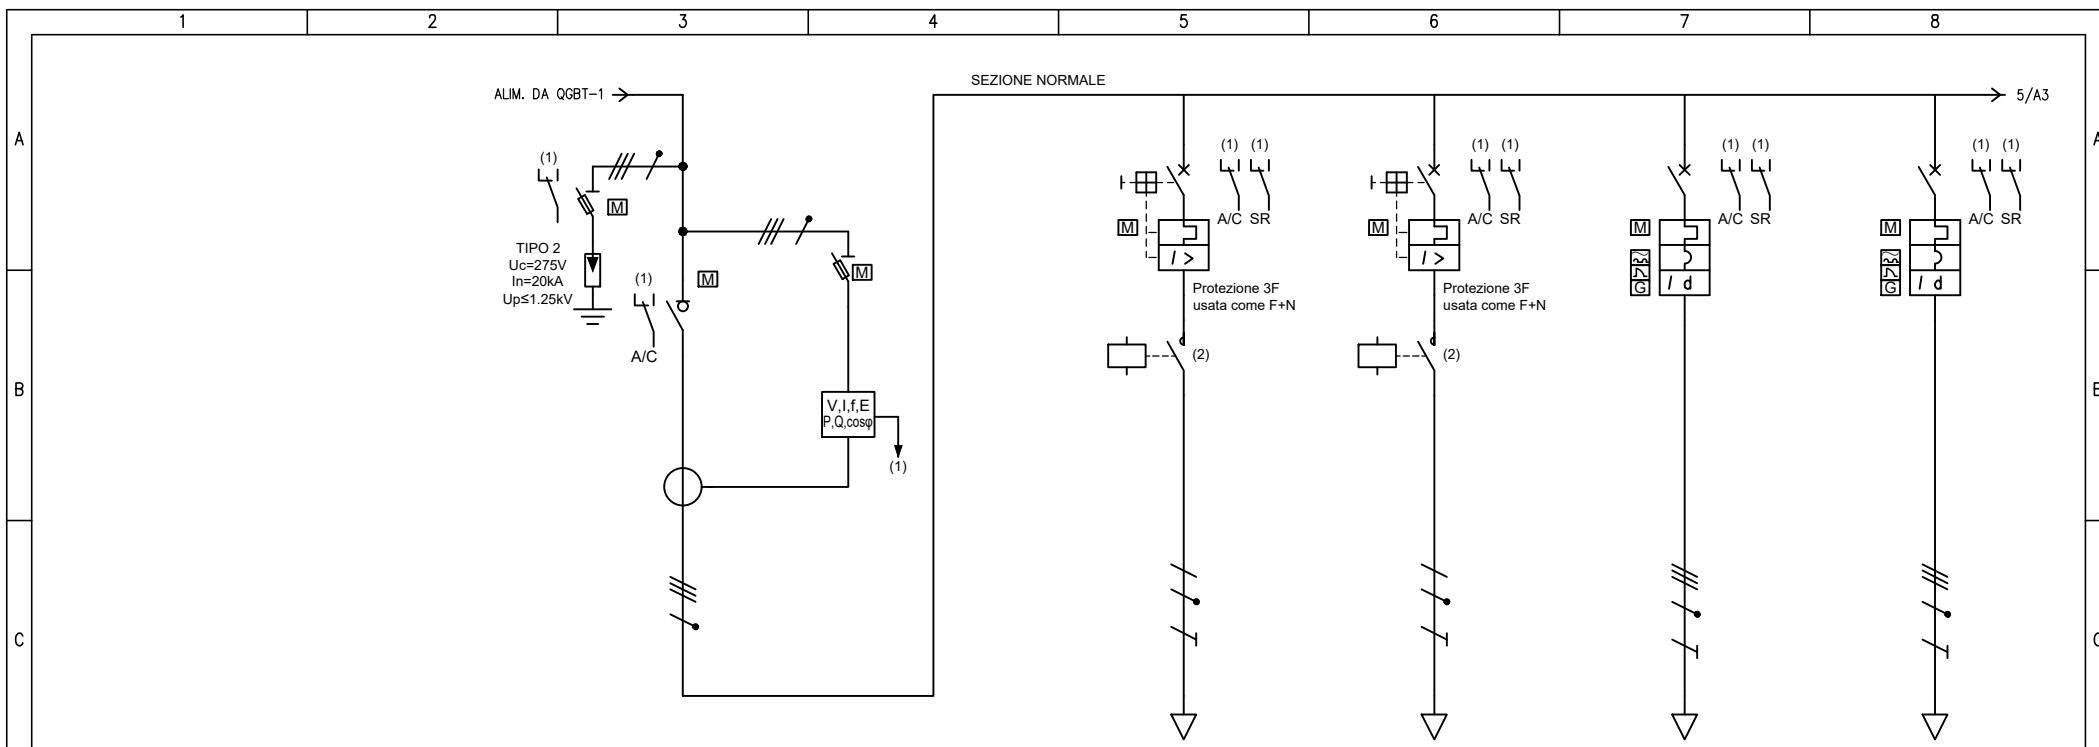 1 2 3 4 5 6 7 8
SEZIONE NORMALE
ALIM. DA QGBT-1
5/A3
A A
(1)
(1) (1) (1) (1) (1) (1) (1) (1)
M
A/C SR A/C SR A/C SR A/C SR
M M M M
TIPO 2
Uc=275V
In=20kA
Up≤1.25kV
(1)
M
M
I > I > I d I d
G G
Protezione 3F
usata come F+N
Protezione 3F
usata come F+N
A/C
(2) (2)
B B
V,I,f,E
P,Q,cosφ
(1)
C C